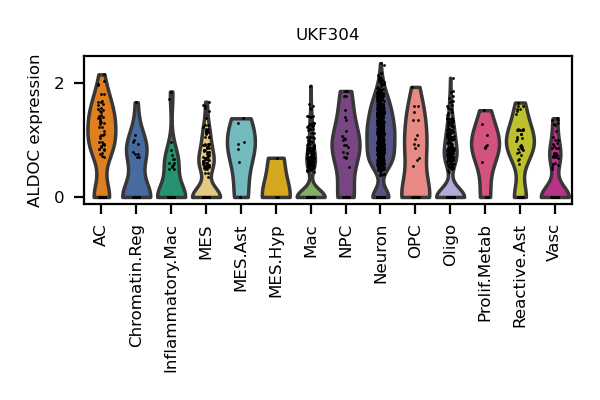 UKF304
ALDOC expression
2
0
AC
Chromatin.Reg
Inflammatory.Mac
MES
MES.Ast
MES.Hyp
Mac
NPC
Neuron
OPC
Oligo
Prolif.Metab
Reactive.Ast
Vasc